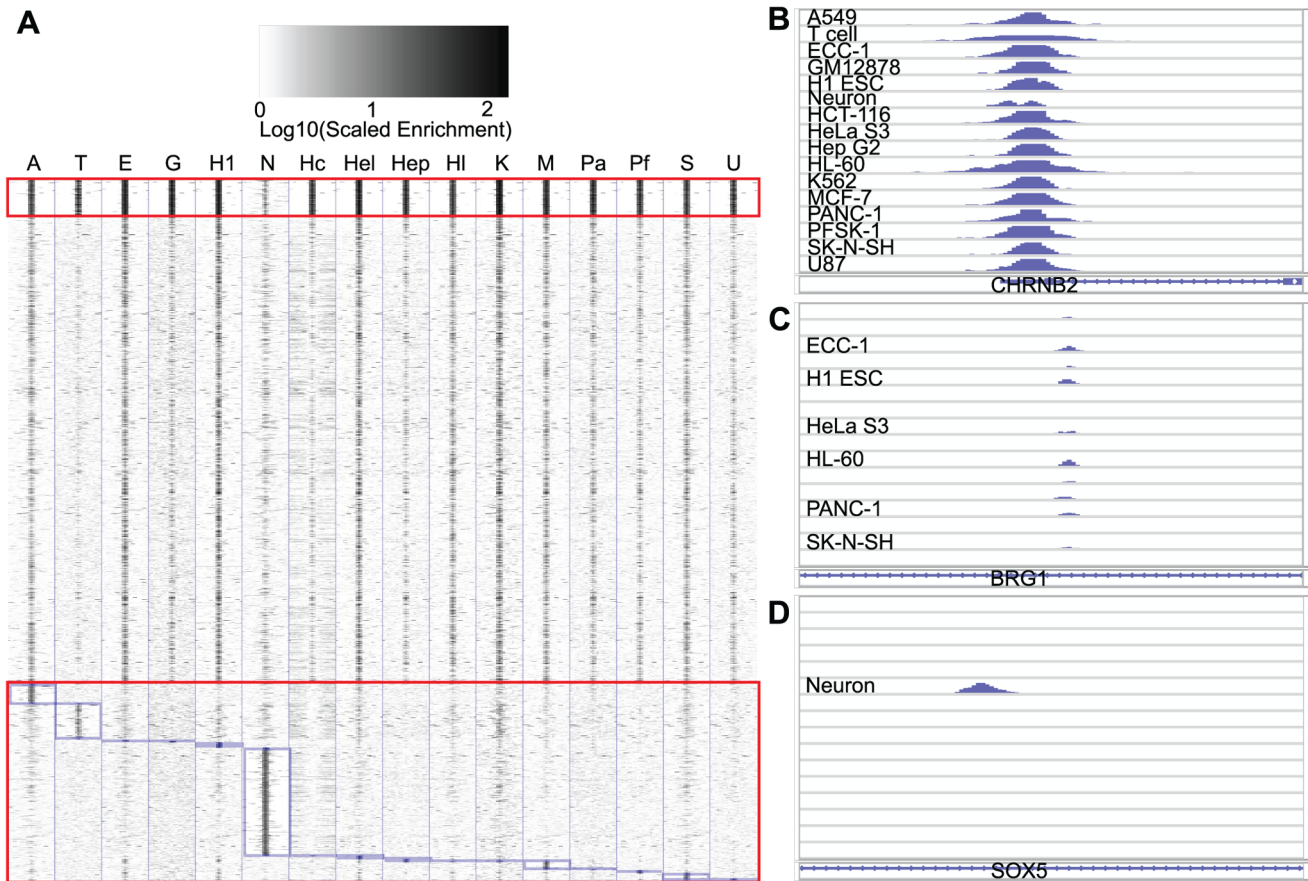 A
0 1 2
Log10(Scaled Enrichment)
A T E G H1 N Hc Hel Hep Hl K M Pa Pf S U
B
A549
T cell
ECC-1
GM12878
H1 ESC
Neuron
HCT-116
HeLa S3
Hep G2
HL-60
K562
MCF-7
PANC-1
PFSK-1
SK-N-SH
U87
CHRNB2
C
ECC-1
H1 ESC
HeLa S3
HL-60
PANC-1
SK-N-SH
BRG1
D
Neuron
SOX5